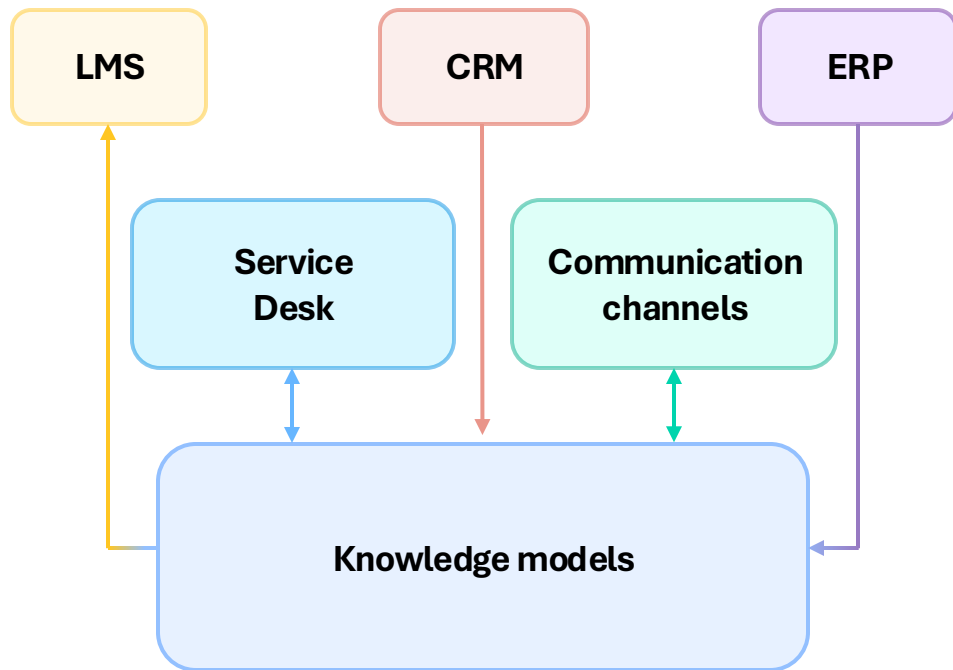 LMS
CRM
ERP
Service
Desk
Communication
channels
Knowledge models